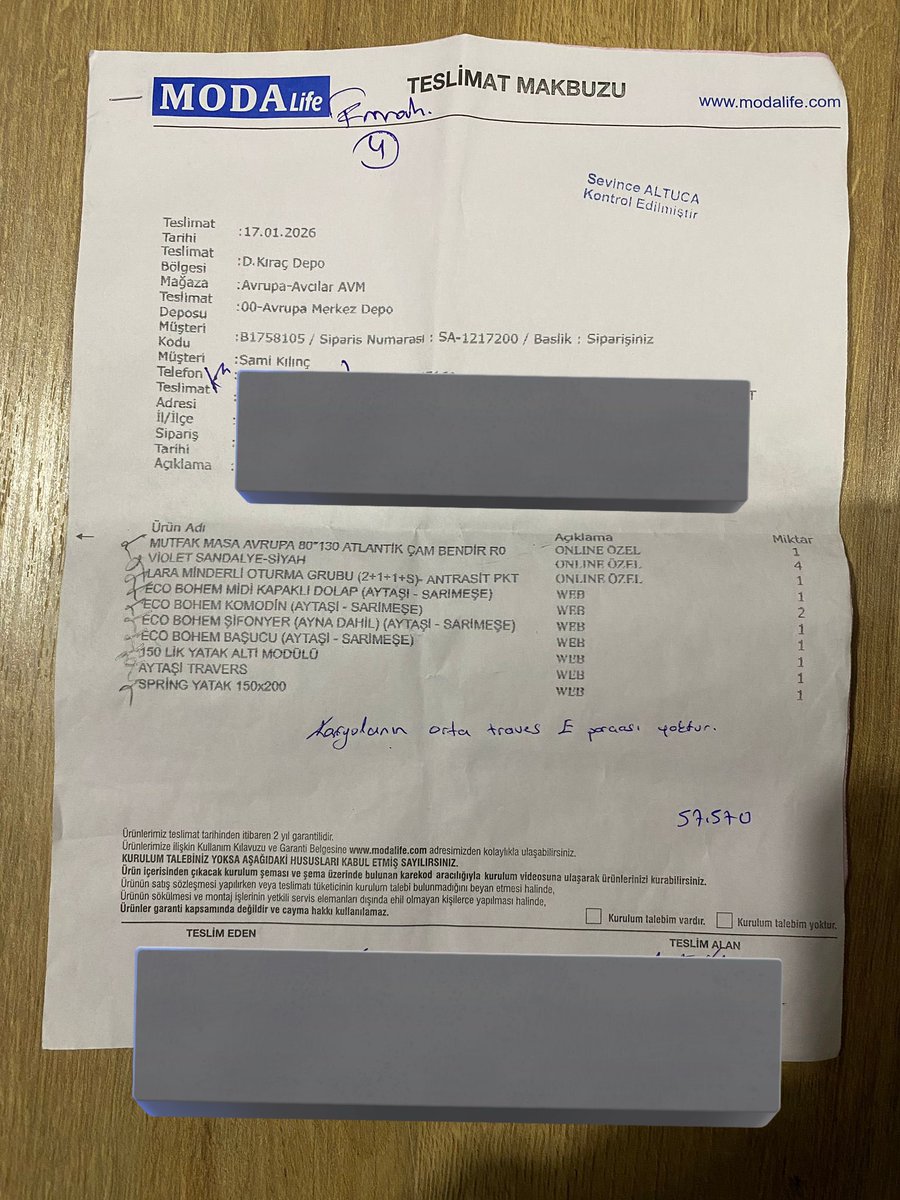 MODA Life
TESLİMAT MAKBUZU
www.modalife.com
Emrah.
4
Sevince ALTUCA
Kontrol Edilmiştir
Teslimat Tarihi :17.01.2026
Teslimat Bölgesi :D.Kıraç Depo
Mağaza :Avrupa-Avcılar AVM
Teslimat Deposu :00-Avrupa Merkez Depo
Müşteri Kodu :B1758105 / Siparis Numarası : SA-1217200 / Baslik : Siparişiniz
Müşteri :Sami Kılınç
Telefon :
Teslimat Adresi :
İl/İlçe
Sipariş Tarihi :
Açıklama :
Ürün Adı Açıklama Miktar
MUTFAK MASA AVRUPA 80*130 ATLANTİK ÇAM BENDİR R0 ONLINE ÖZEL 1
VİOLET SANDALYE-SİYAH ONLINE ÖZEL 4
LARA MİNDERLİ OTURMA GRUBU (2+1+1+S)- ANTRASİT PKT ONLINE ÖZEL 1
ECO BOHEM MİDİ KAPAKLI DOLAP (AYTAŞI - SARIMEŞE) WEB 1
ECO BOHEM KOMODİN (AYTAŞI - SARIMEŞE) WEB 2
ECO BOHEM ŞİFONYER (AYNA DAHİL) (AYTAŞI - SARIMEŞE) WEB 1
ECO BOHEM BAŞUCU (AYTAŞI - SARIMEŞE) WEB 1
150 LİK YATAK ALTI MODÜLÜ WEB 1
AYTAŞI TRAVERS WEB 1
SPRING YATAK 150x200 WEB 1
Karyolanın orta traves E parçası yoktur.
57.570
Ürünlerimiz teslimat tarihinden itibaren 2 yıl garantilidir.
Ürünlerimize ilişkin Kullanım Kılavuzu ve Garanti Belgesine www.modalife.com adresimizden kolaylıkla ulaşabilirsiniz.
KURULUM TALEBİNİZ YOKSA AŞAĞIDAKİ HUSUSLARI KABUL ETMİŞ SAYILIRSINIZ.
Ürün içerisinden çıkacak kurulum şeması ve şema üzerinde bulunan karekod aracılığıyla kurulum videosuna ulaşarak ürünlerinizi kurabilirsiniz.
Ürünün satış sözleşmesi yapılırken veya teslimatı tüketicinin kurulum talebi bulunmadığını beyan etmesi halinde,
Ürünün sökülmesi ve montaj işlerinin yetkili servis elemanları dışında ehil olmayan kişilerce yapılması halinde,
Ürünler garanti kapsamında değildir ve cayma hakkı kullanılamaz.
Kurulum talebim vardır. Kurulum talebim yoktur.
TESLİM EDEN TESLİM ALAN